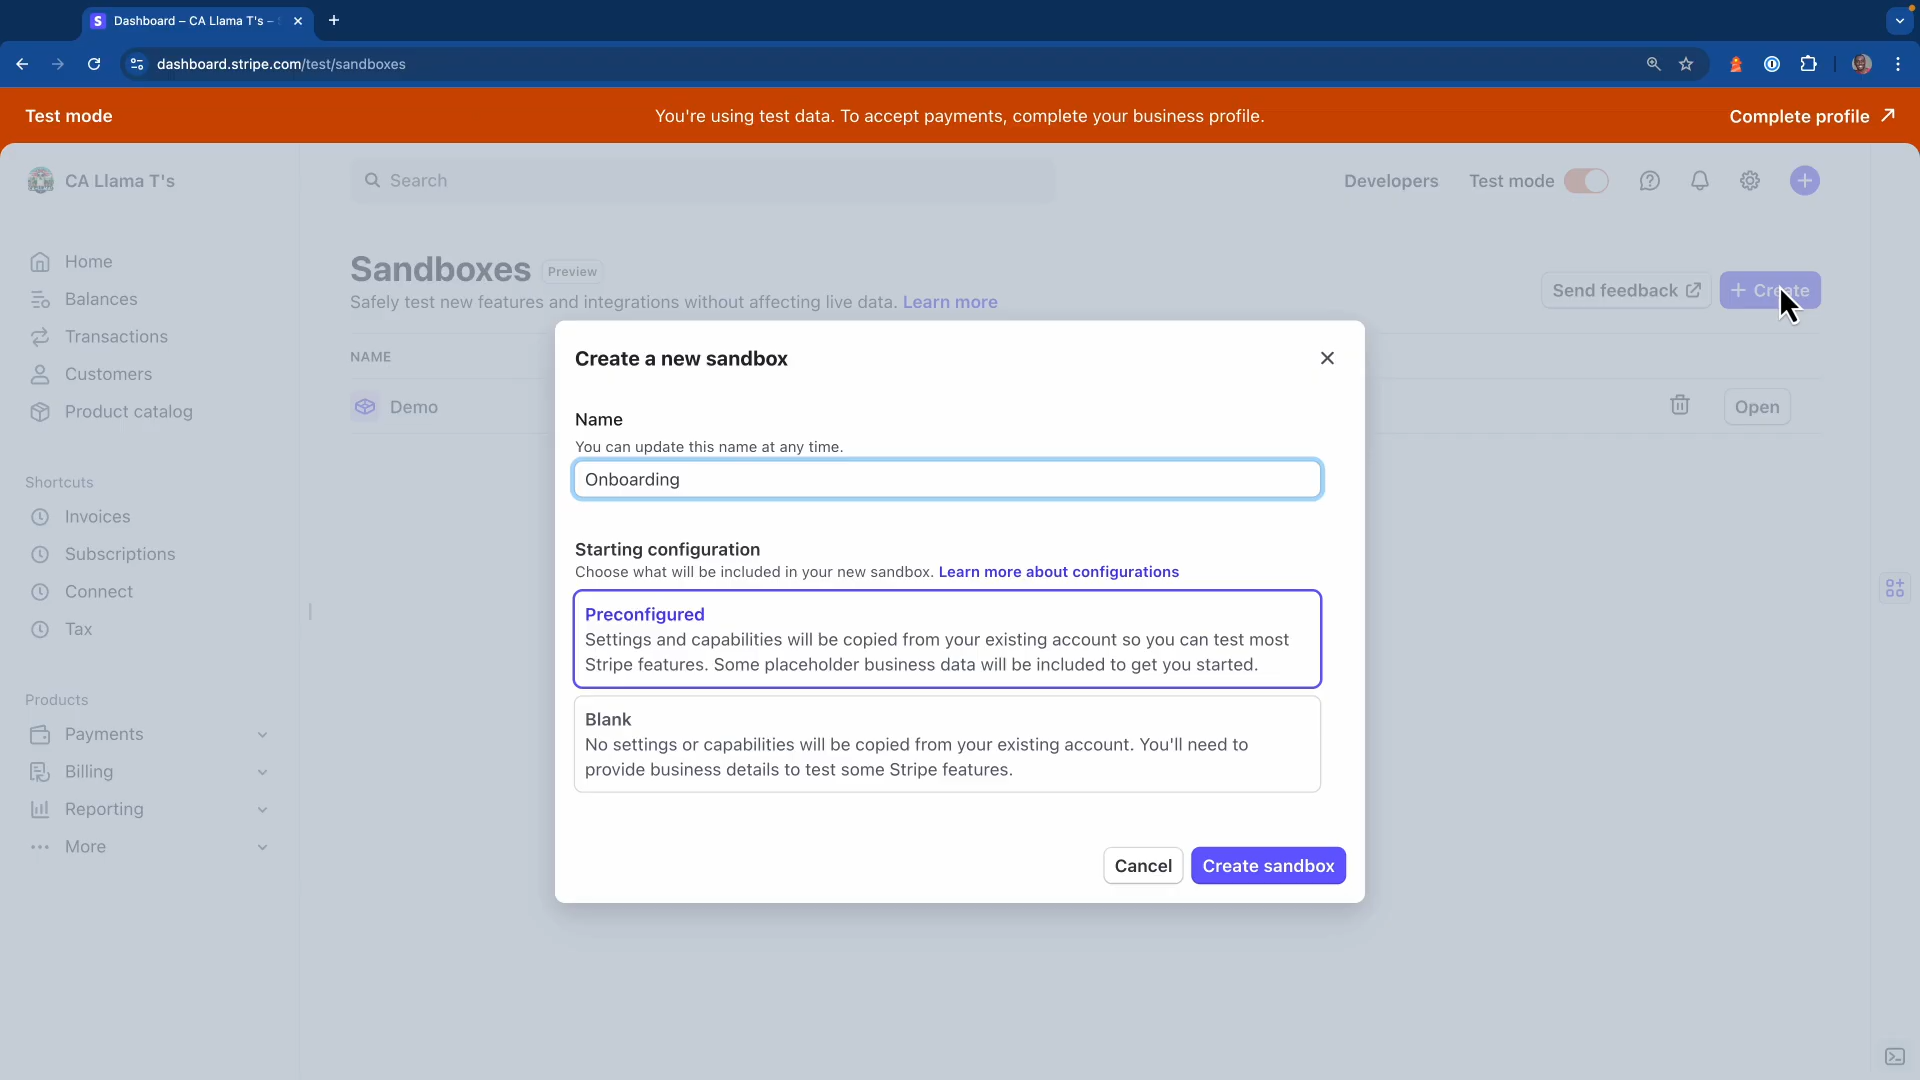 Dashboard – CA Llama T's –
dashboard.stripe.com/test/sandboxes
Test mode
You're using test data. To accept payments, complete your business profile.
Complete profile
CA Llama T's
Search
Developers
Test mode
Home
Balances
Transactions
Customers
Product catalog
Shortcuts
Invoices
Subscriptions
Connect
Tax
Products
Payments
Billing
Reporting
More
Sandboxes
Preview
Safely test new features and integrations without affecting live data. Learn more
Send feedback
Create
NAME
Demo
Open
Create a new sandbox
Name
You can update this name at any time.
Onboarding
Starting configuration
Choose what will be included in your new sandbox. Learn more about configurations
Preconfigured
Settings and capabilities will be copied from your existing account so you can test most
Stripe features. Some placeholder business data will be included to get you started.
Blank
No settings or capabilities will be copied from your existing account. You'll need to
provide business details to test some Stripe features.
Cancel
Create sandbox